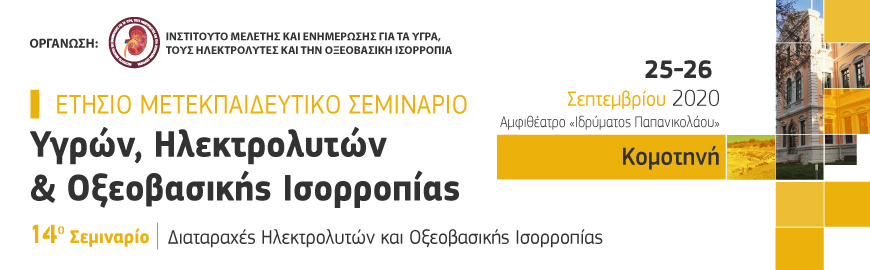 ΟΡΓΑΝΩΣΗ:
ΙΝΣΤΙΤΟΥΤΟ ΜΕΛΕΤΗΣ ΚΑΙ ΕΝΗΜΕΡΩΣΗΣ ΓΙΑ ΤΑ ΥΓΡΑ,
ΤΟΥΣ ΗΛΕΚΤΡΟΛΥΤΕΣ ΚΑΙ ΤΗΝ ΟΞΕΟΒΑΣΙΚΗ ΙΣΟΡΡΟΠΙΑ
ΕΤΗΣΙΟ ΜΕΤΕΚΠΑΙΔΕΥΤΙΚΟ ΣΕΜΙΝΑΡΙΟ
Υγρών, Ηλεκτρολυτών
& Οξεοβασικής Ισορροπίας
14ο Σεμινάριο | Διαταραχές Ηλεκτρολυτών και Οξεοβασικής Ισορροπίας
25-26
Σεπτεμβρίου 2020
Αμφιθέατρο «Ιδρύματος Παπανικολάου»
Κομοτηνή